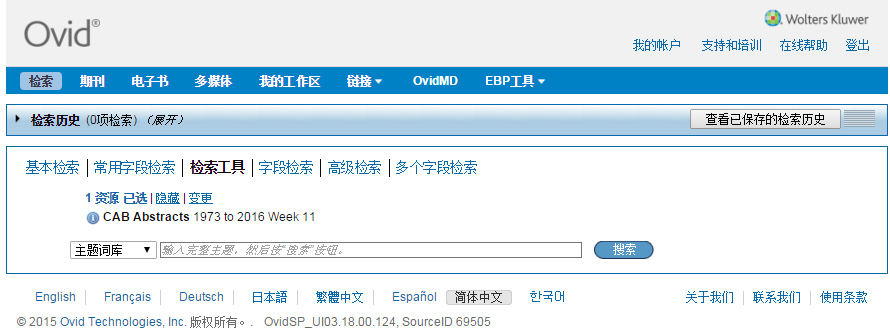 Ovid®
Wolters Kluwer
我的帐户 支持和培训 在线帮助 登出
检索 期刊 电子书 多媒体 我的工作区 链接 OvidMD EBP工具
检索历史 (0项检索) (展开)
查看已保存的检索历史
基本检索 | 常用字段检索 | 检索工具 | 字段检索 | 高级检索 | 多个字段检索
1 资源 已选 | 隐藏 | 变更
CAB Abstracts 1973 to 2016 Week 11
主题词库 输入完整主题，然后按“搜索”按钮。 搜索
English | Français | Deutsch | 日本語 | 繁體中文 | Español 简体中文 한국어
关于我们 | 联系我们 | 使用条款
© 2015 Ovid Technologies, Inc. 版权所有。. OvidSP_UI03.18.00.124, SourceID 69505